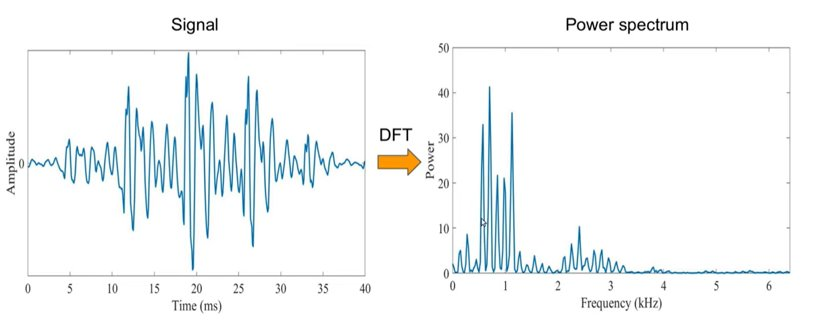 Signal
Amplitude
0
0 5 10 15 20 25 30 35 40
Time (ms)
DFT
Power spectrum
Power
50
40
30
20
10
0
0 1 2 3 4 5 6
Frequency (kHz)